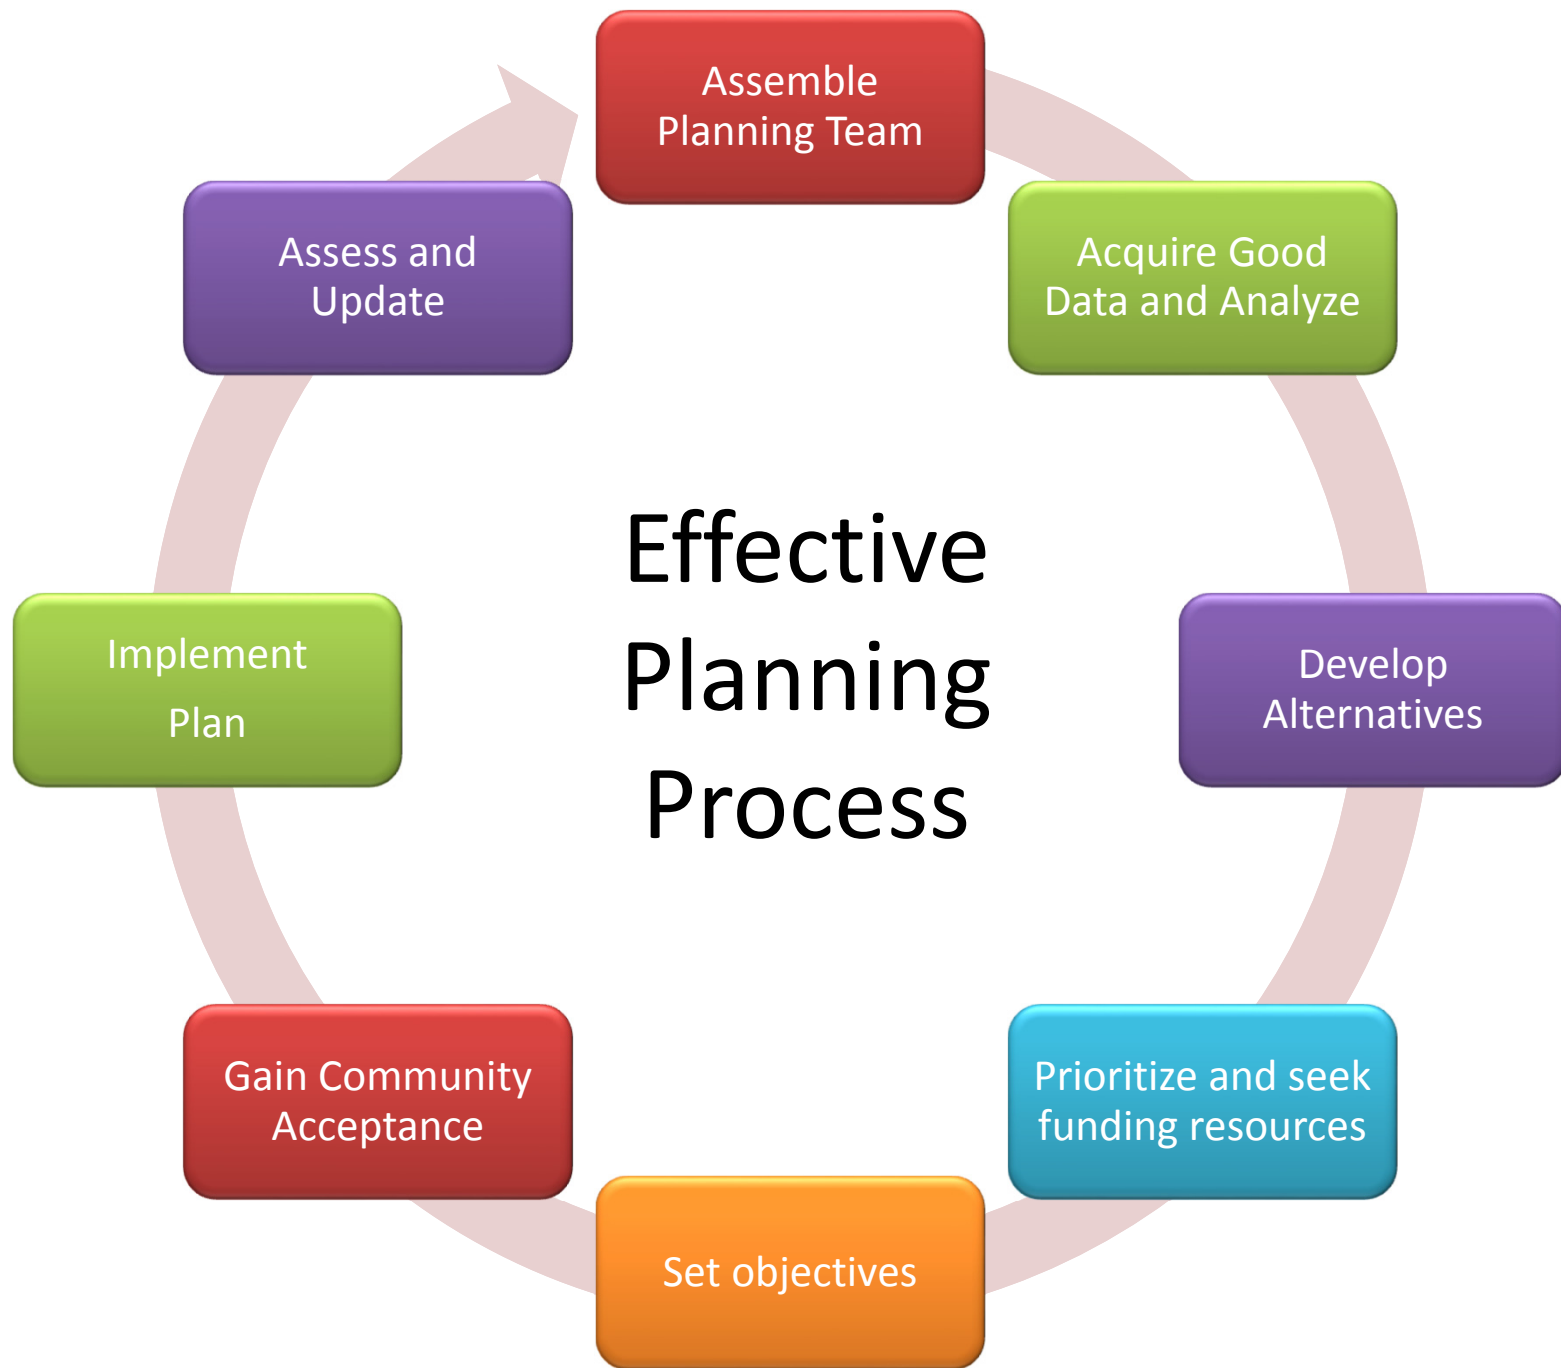 Assemble
Planning Team
Acquire Good
Data and Analyze
Develop
Alternatives
Prioritize and seek
funding resources
Set objectives
Gain Community
Acceptance
Implement
Plan
Assess and
Update
Effective
Planning
Process